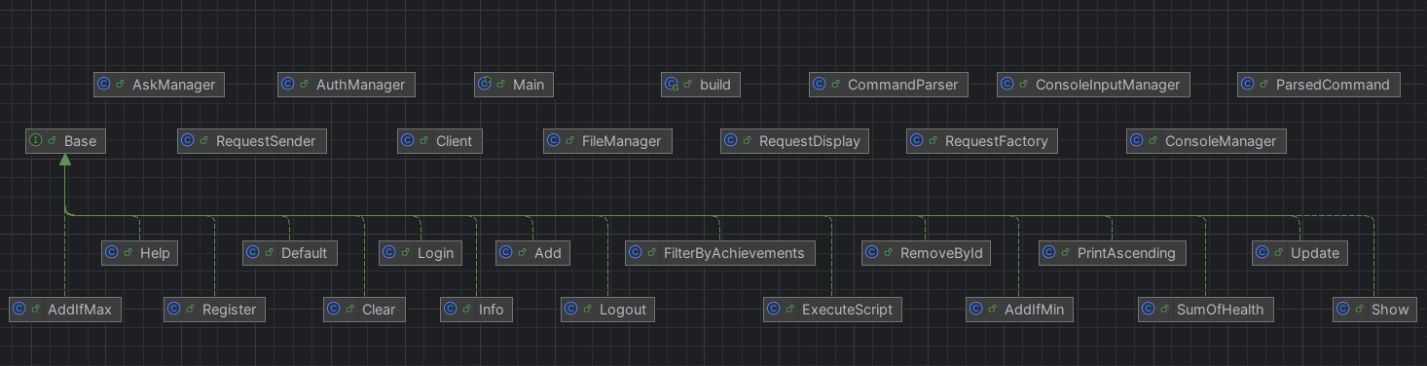 AskManager AuthManager Main build CommandParser ConsoleInputManager ParsedCommand
Base RequestSender Client FileManager RequestDisplay RequestFactory ConsoleManager
Help Default Login Add FilterByAchievements RemoveById PrintAscending Update
AddIfMax Register Clear Info Logout ExecuteScript AddIfMin SumOfHealth Show